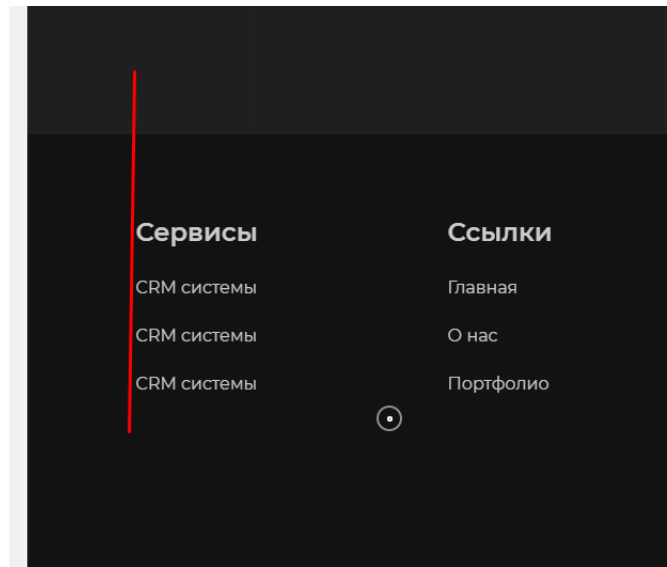 Сервисы
CRM системы
CRM системы
CRM системы
Ссылки
Главная
О нас
Портфолио